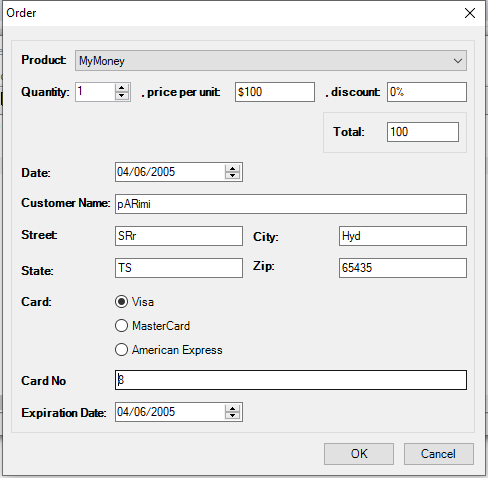 Order
Product: MyMoney
Quantity: 1 , price per unit: $100 , discount: 0%
Total: 100
Date: 04/06/2005
Customer Name: pARimi
Street: SRr City: Hyd
State: TS Zip: 65435
Card: Visa
MasterCard
American Express
Card No 8
Expiration Date: 04/06/2005
OK Cancel